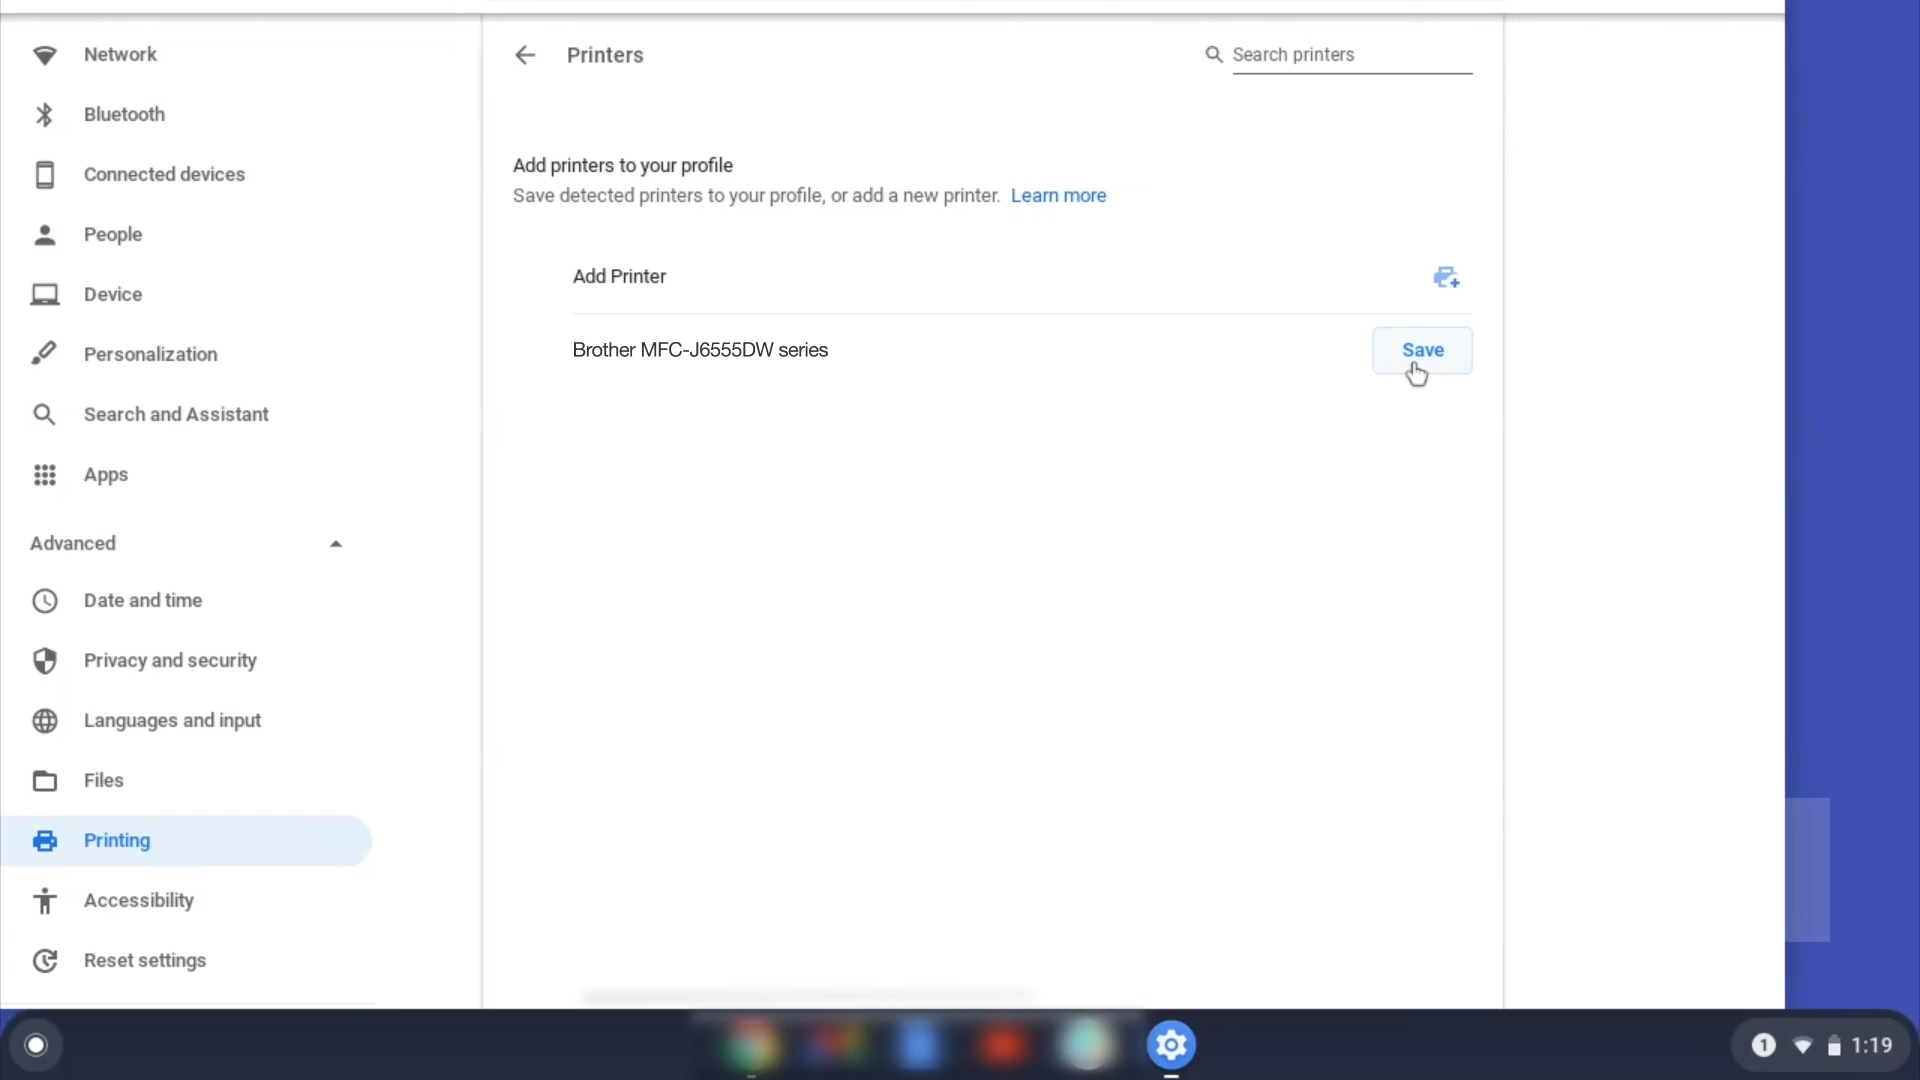 Network
Bluetooth
Connected devices
People
Device
Personalization
Search and Assistant
Apps
Advanced
Date and time
Privacy and security
Languages and input
Files
Printing
Accessibility
Reset settings
Printers
Search printers
Add printers to your profile
Save detected printers to your profile, or add a new printer. Learn more
Add Printer
Brother MFC-J6555DW series
Save
1
1:19